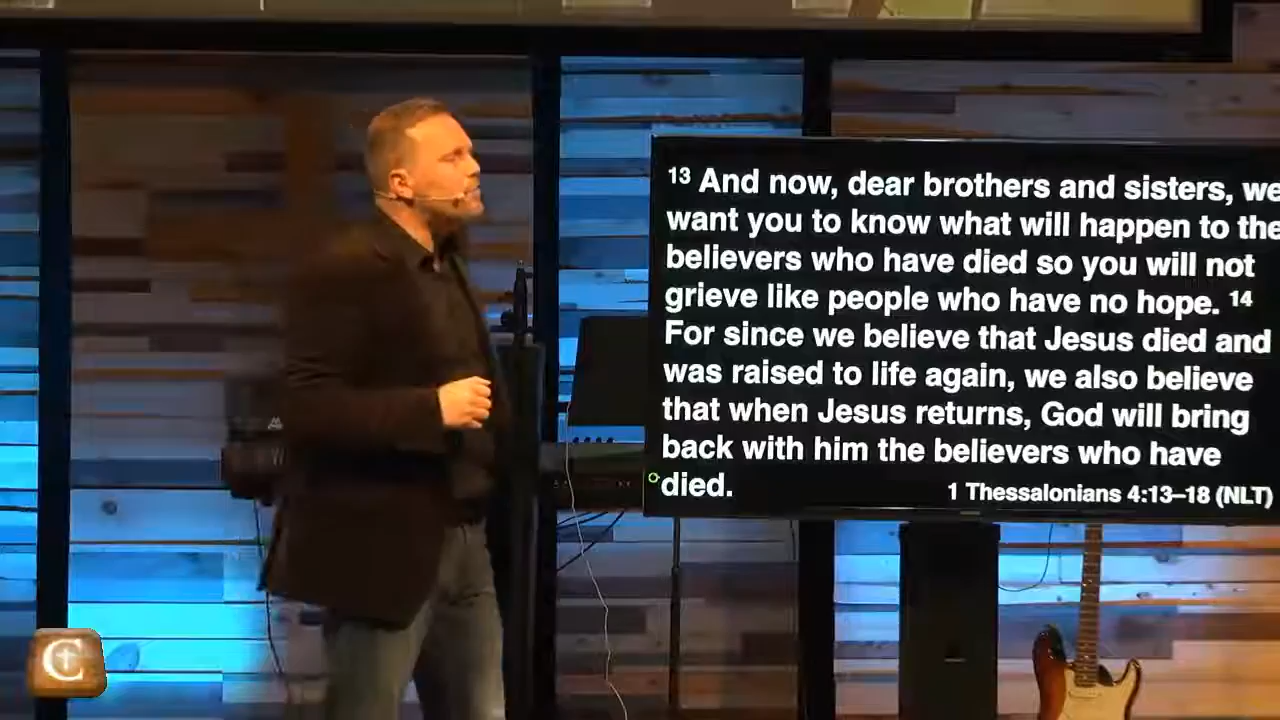 13 And now, dear brothers and sisters, we
want you to know what will happen to the
believers who have died so you will not
grieve like people who have no hope. 14
For since we believe that Jesus died and
was raised to life again, we also believe
that when Jesus returns, God will bring
back with him the believers who have
died.
1 Thessalonians 4:13–18 (NLT)
C